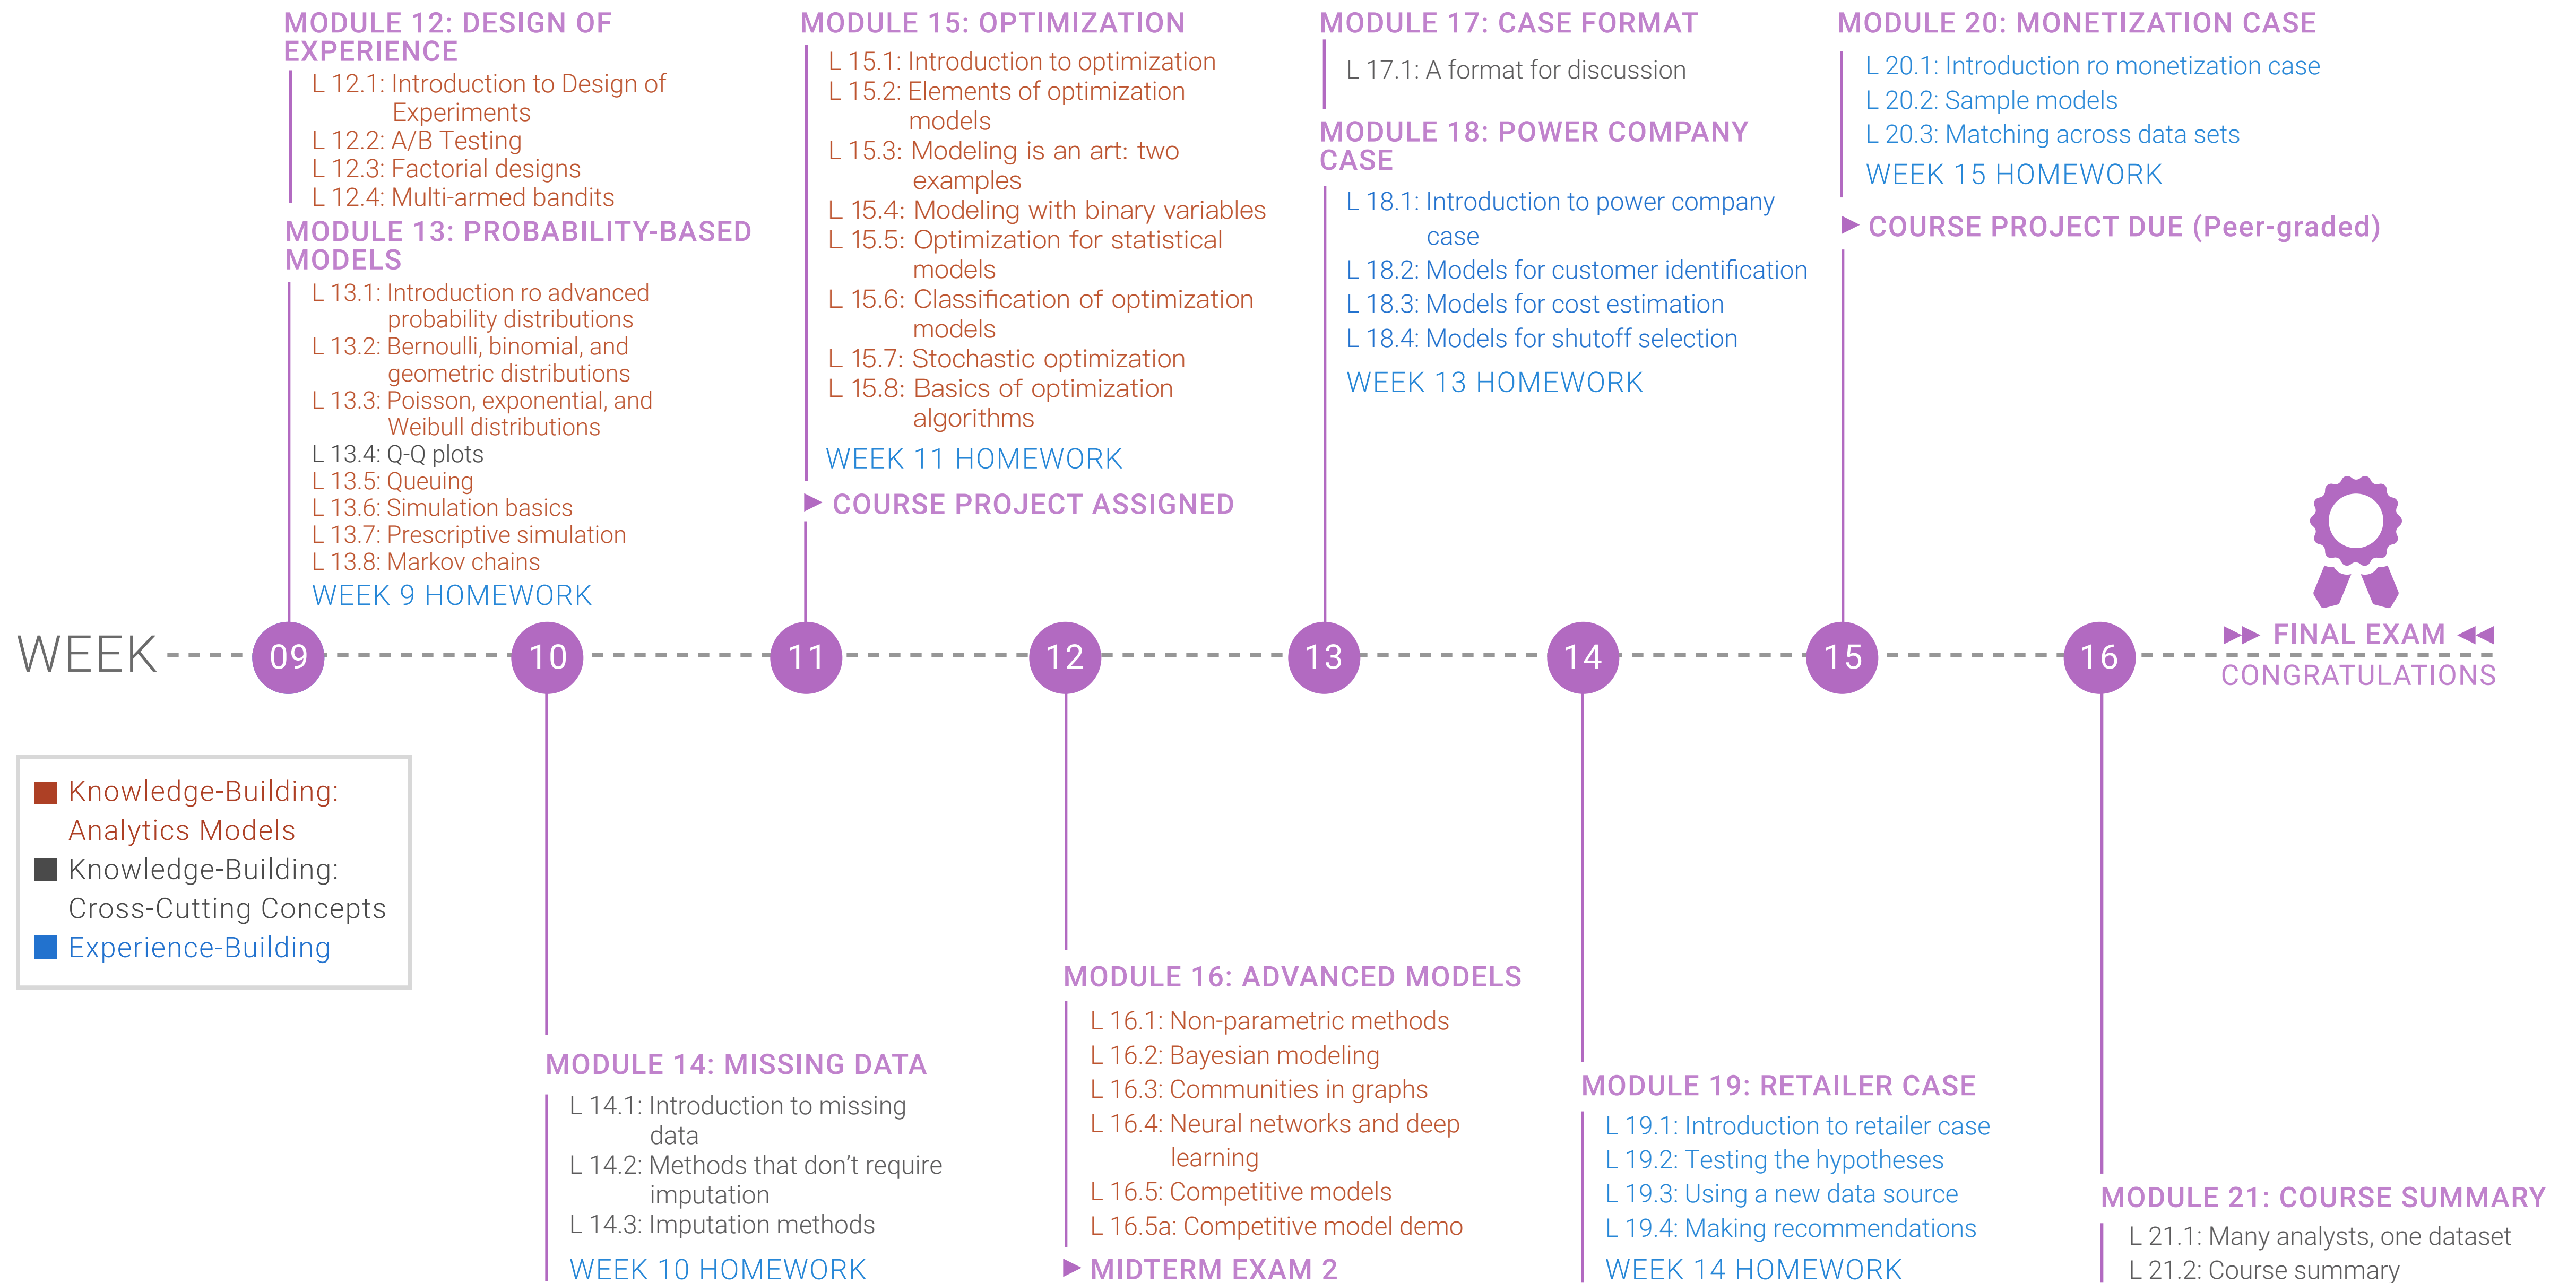 MODULE 12: DESIGN OF
EXPERIENCE
L 12.1: Introduction to Design of
Experiments
L 12.2: A/B Testing
L 12.3: Factorial designs
L 12.4: Multi-armed bandits
MODULE 13: PROBABILITY-BASED
MODELS
L 13.1: Introduction ro advanced
probability distributions
L 13.2: Bernoulli, binomial, and
geometric distributions
L 13.3: Poisson, exponential, and
Weibull distributions
L 13.4: Q-Q plots
L 13.5: Queuing
L 13.6: Simulation basics
L 13.7: Prescriptive simulation
L 13.8: Markov chains
WEEK 9 HOMEWORK
MODULE 15: OPTIMIZATION
L 15.1: Introduction to optimization
L 15.2: Elements of optimization
models
L 15.3: Modeling is an art: two
examples
L 15.4: Modeling with binary variables
L 15.5: Optimization for statistical
models
L 15.6: Classification of optimization
models
L 15.7: Stochastic optimization
L 15.8: Basics of optimization
algorithms
WEEK 11 HOMEWORK
▶ COURSE PROJECT ASSIGNED
MODULE 17: CASE FORMAT
L 17.1: A format for discussion
MODULE 18: POWER COMPANY
CASE
L 18.1: Introduction to power company
case
L 18.2: Models for customer identification
L 18.3: Models for cost estimation
L 18.4: Models for shutoff selection
WEEK 13 HOMEWORK
MODULE 20: MONETIZATION CASE
L 20.1: Introduction ro monetization case
L 20.2: Sample models
L 20.3: Matching across data sets
WEEK 15 HOMEWORK
▶ COURSE PROJECT DUE (Peer-graded)
WEEK 09 10 11 12 13 14 15 16
▶▶ FINAL EXAM ◀◀
CONGRATULATIONS
Knowledge-Building:
Analytics Models
Knowledge-Building:
Cross-Cutting Concepts
Experience-Building
MODULE 14: MISSING DATA
L 14.1: Introduction to missing
data
L 14.2: Methods that don't require
imputation
L 14.3: Imputation methods
WEEK 10 HOMEWORK
MODULE 16: ADVANCED MODELS
L 16.1: Non-parametric methods
L 16.2: Bayesian modeling
L 16.3: Communities in graphs
L 16.4: Neural networks and deep
learning
L 16.5: Competitive models
L 16.5a: Competitive model demo
▶ MIDTERM EXAM 2
MODULE 19: RETAILER CASE
L 19.1: Introduction to retailer case
L 19.2: Testing the hypotheses
L 19.3: Using a new data source
L 19.4: Making recommendations
WEEK 14 HOMEWORK
MODULE 21: COURSE SUMMARY
L 21.1: Many analysts, one dataset
L 21.2: Course summary